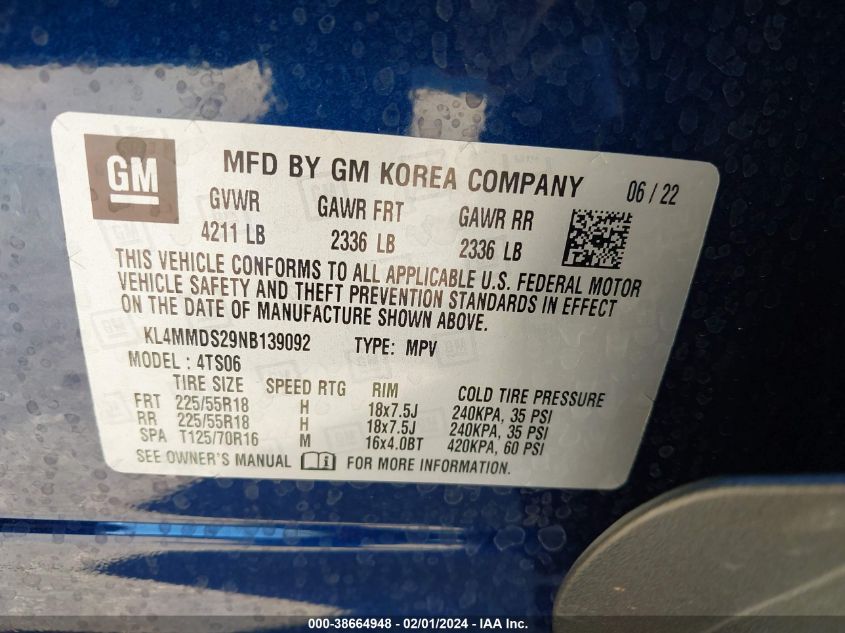 GM
MFD BY GM KOREA COMPANY 06 / 22
GVWR GAWR FRT GAWR RR
4211 LB 2336 LB 2336 LB
THIS VEHICLE CONFORMS TO ALL APPLICABLE U.S. FEDERAL MOTOR
VEHICLE SAFETY AND THEFT PREVENTION STANDARDS IN EFFECT
ON THE DATE OF MANUFACTURE SHOWN ABOVE.
KL4MMDS29NB139092 TYPE: MPV
MODEL : 4TS06
TIRE SIZE SPEED RTG RIM COLD TIRE PRESSURE
FRT 225/55R18 H 18x7.5J 240KPA, 35 PSI
RR 225/55R18 H 18x7.5J 240KPA, 35 PSI
SPA T125/70R16 M 16x4.0BT 420KPA, 60 PSI
SEE OWNER'S MANUAL FOR MORE INFORMATION.
000-38664948 - 02/01/2024 - IAA Inc.